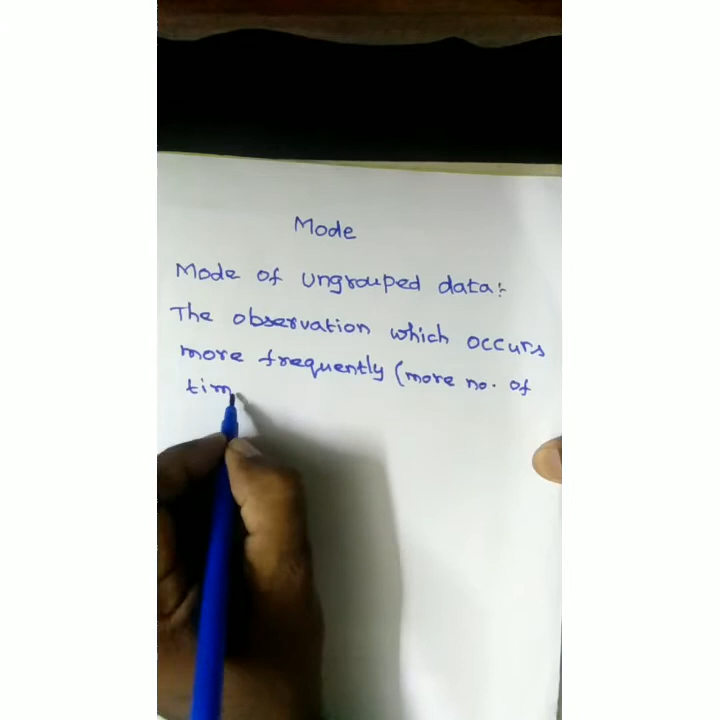 Mode
Mode of ungrouped data:-
The observation which occurs
more frequently (more no. of
tim